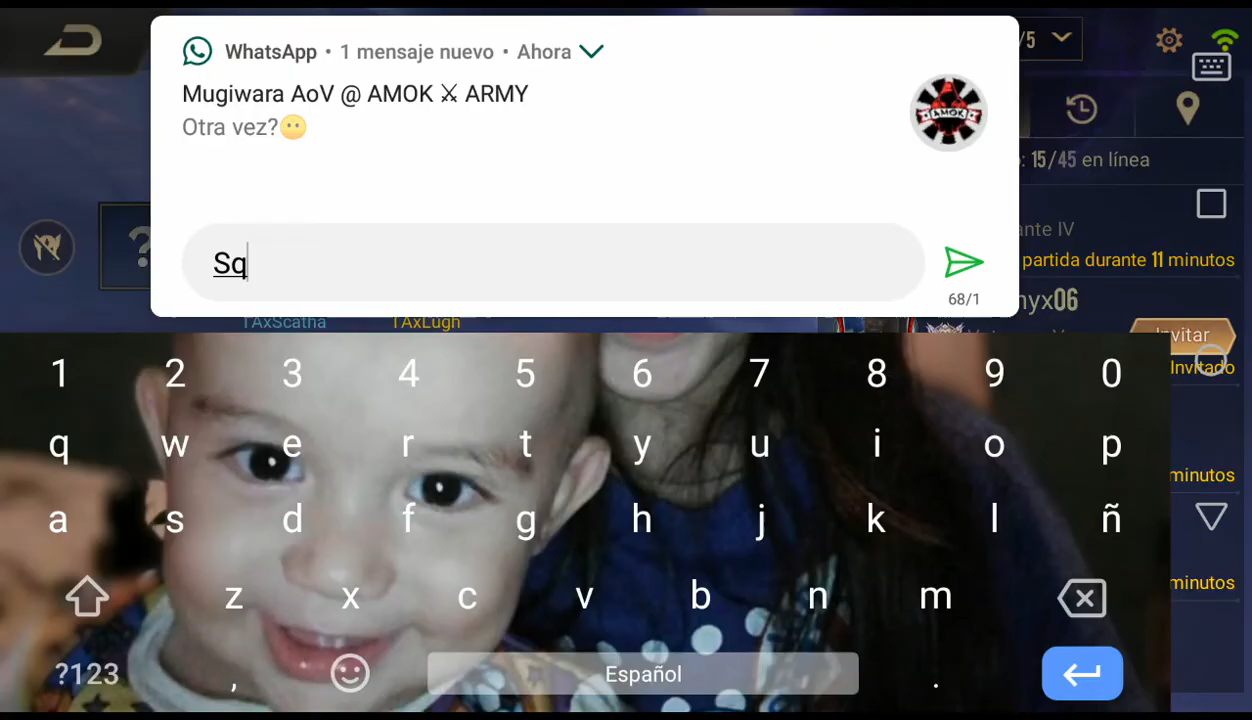 WhatsApp • 1 mensaje nuevo • Ahora
/5
Mugiwara AoV @ AMOK ⚔ ARMY
Otra vez?😶
AMOK
: 15/45 en línea
?
ante IV
partida durante 11 minutos
Sq
68/1
nyx06
TAxScatha TAxLugh
Invitar
Invitado
1 2 3 4 5 6 7 8 9 0
q w e r t y u i o p
minutos
a s d f g h j k l ñ
minutos
z x c v b n m
?123 , Español .